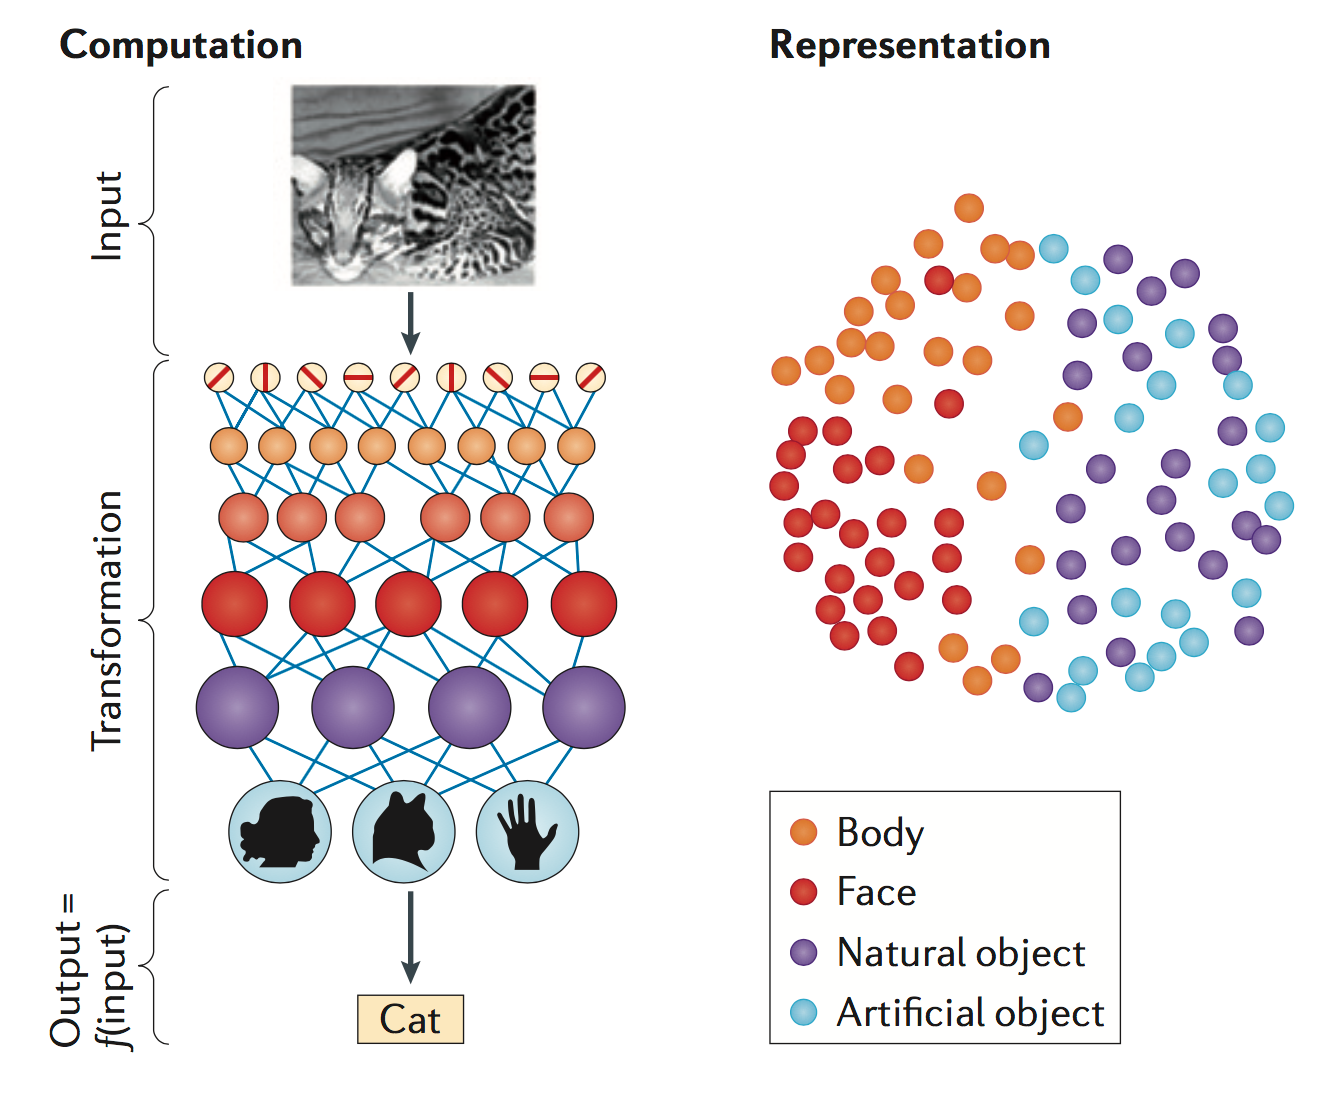 Computation
Input
Transformation
Output =
f(input)
Cat
Representation
Body
Face
Natural object
Artificial object